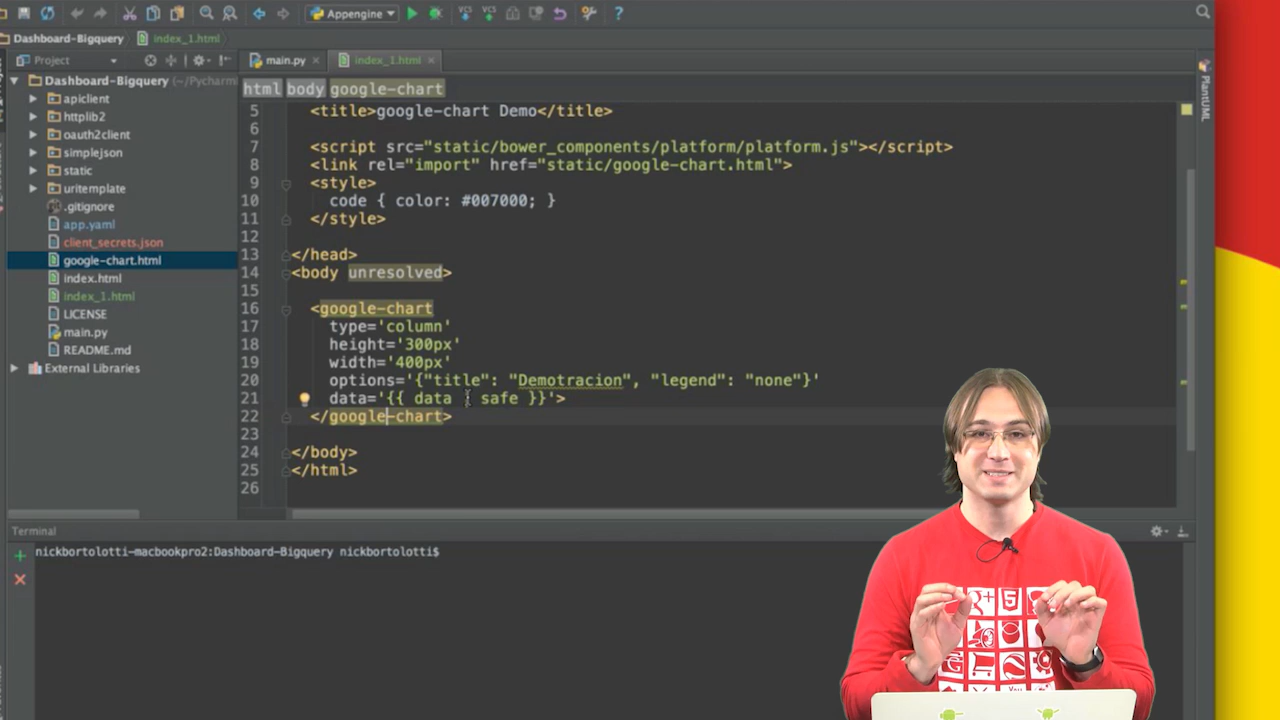 Appengine
Dashboard-Bigquery
index_1.html
Project
main.py
index_1.html
Dashboard-Bigquery (~/Pycharm
apiclient
httplib2
oauth2client
simplejson
static
uritemplate
.gitignore
app.yaml
client_secrets.json
google-chart.html
index.html
index_1.html
LICENSE
main.py
README.md
External Libraries
html body google-chart
5 <title>google-chart Demo</title>
6
7 <script src="static/bower_components/platform/platform.js"></script>
8 <link rel="import" href="static/google-chart.html">
9 <style>
10 code { color: #007000; }
11 </style>
12
13 </head>
14 <body unresolved>
15
16 <google-chart
17 type='column'
18 height='300px'
19 width='400px'
20 options='{"title": "Demotracion", "legend": "none"}'
21 data='{{ data | safe }}'>
22 </google-chart>
23
24 </body>
25 </html>
26
PlantUML
Terminal
nickbortolotti-macbookpro2:Dashboard-Bigquery nickbortolotti$